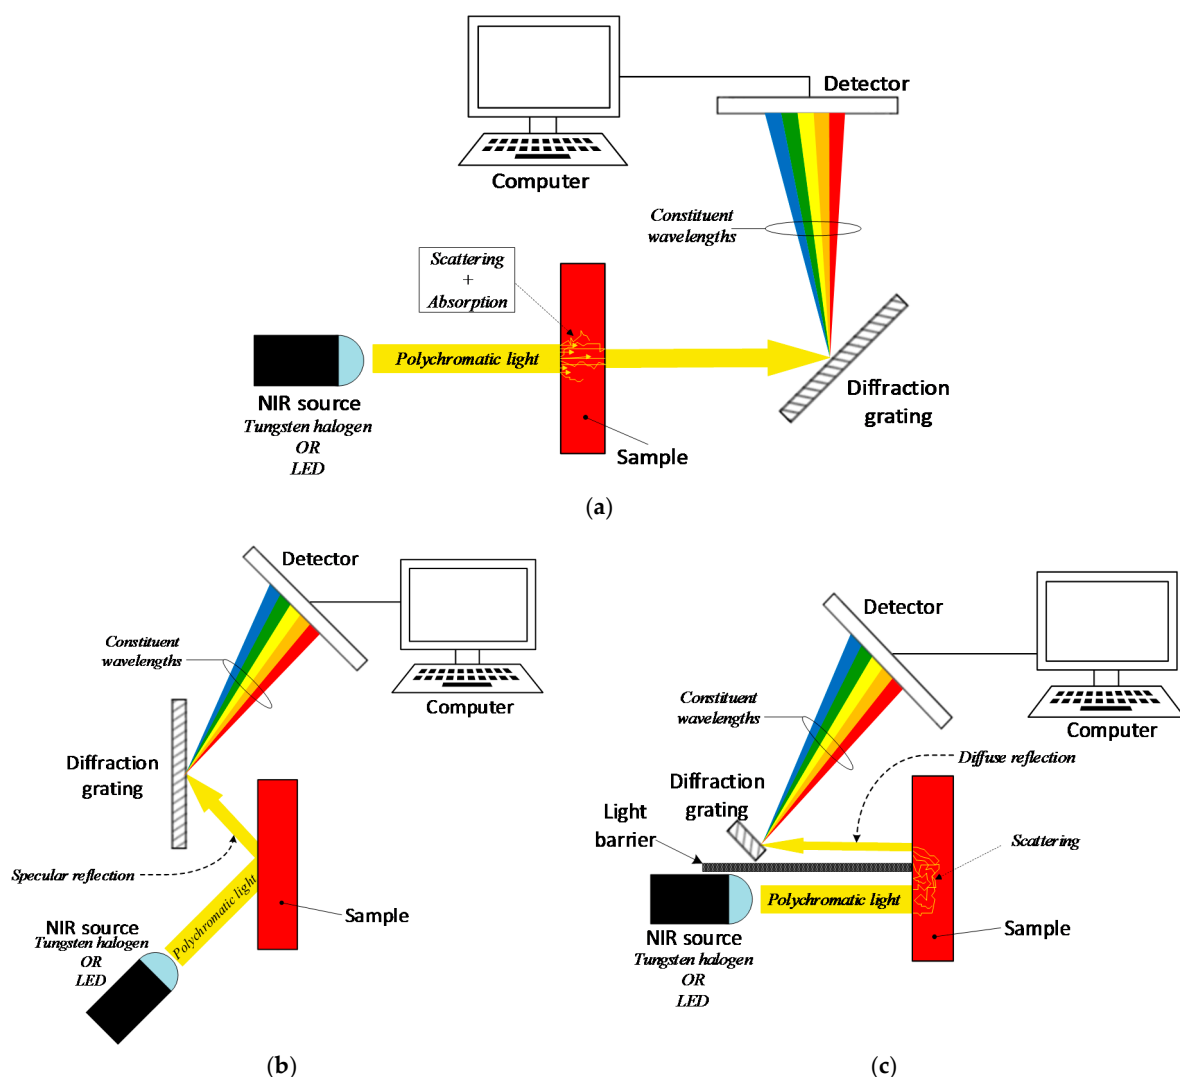 Detector
Computer
Constituent
wavelengths
Scattering
+
Absorption
Polychromatic light
NIR source
Tungsten halogen
OR
LED
Sample
Diffraction
grating
(a)
Detector
Constituent
wavelengths
Computer
Diffraction
grating
Specular reflection
Polychromatic light
Sample
NIR source
Tungsten halogen
OR
LED
(b)
Detector
Constituent
wavelengths
Computer
Diffuse reflection
Diffraction
grating
Light
barrier
Scattering
Polychromatic light
Sample
NIR source
Tungsten halogen
OR
LED
(c)